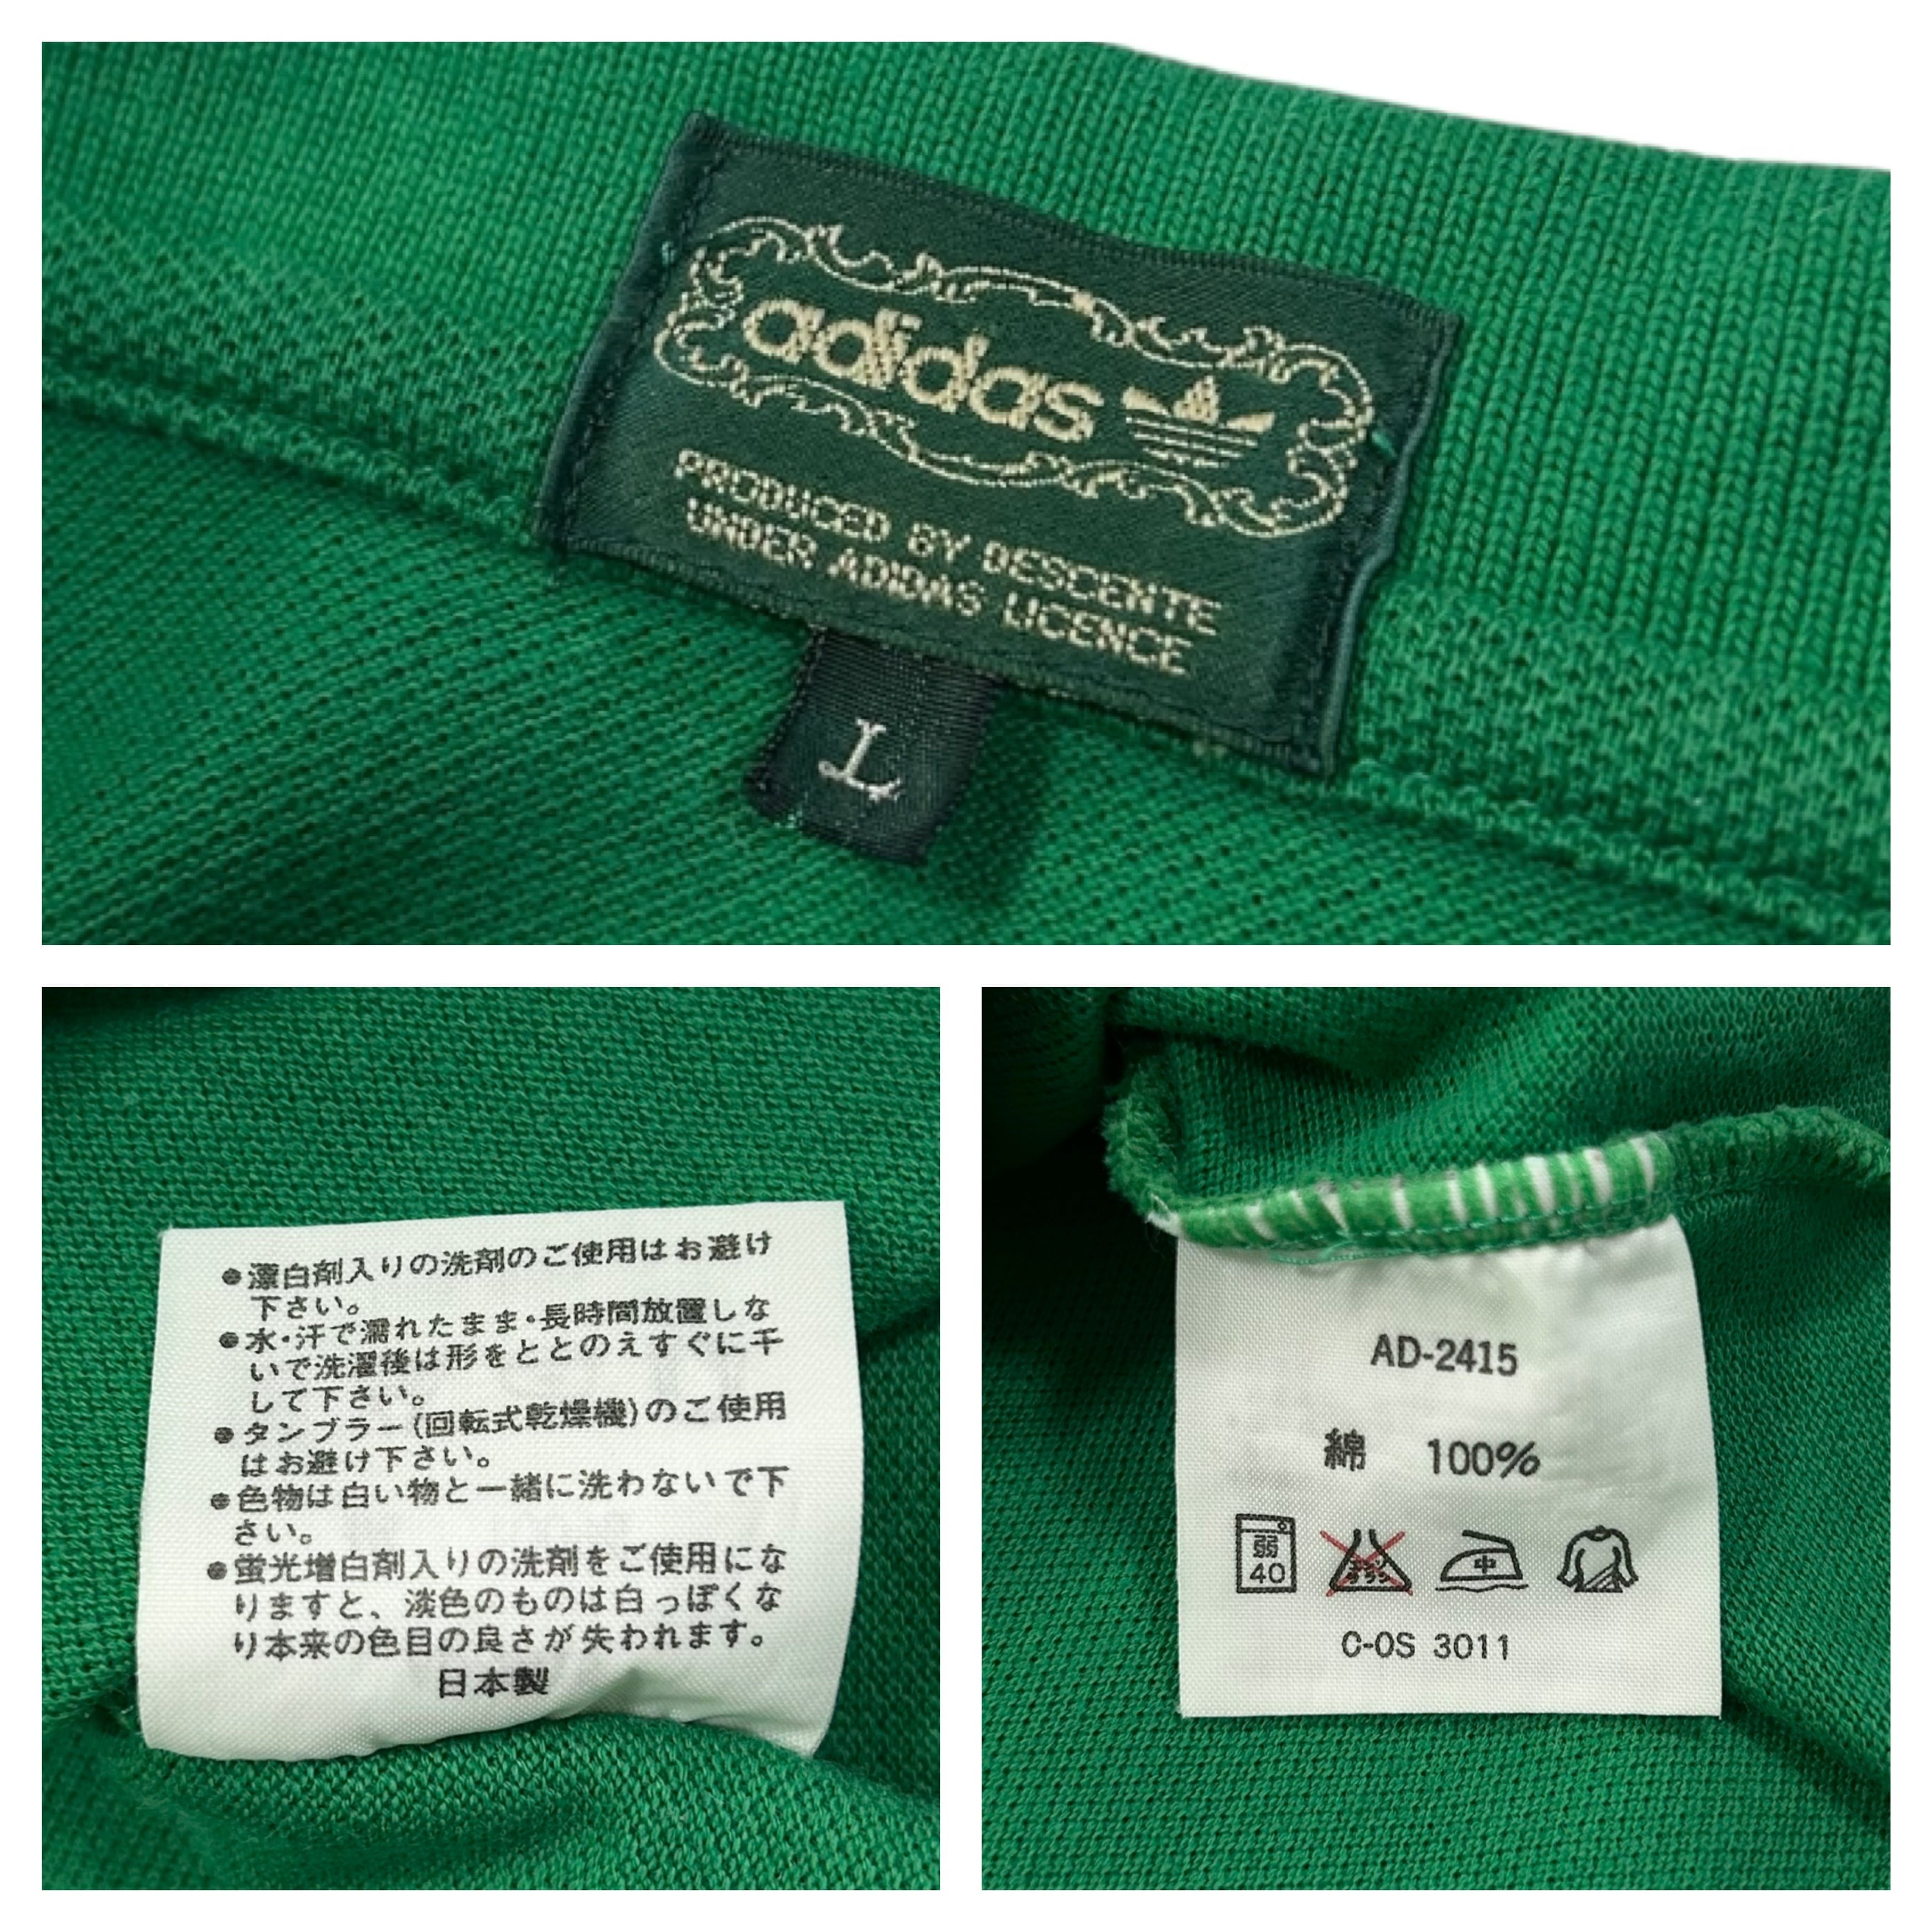 adidas
PRODUCED BY DESCENTE
UNDER ADIDAS LICENCE
L
●漂白剤入りの洗剤のご使用はお避け
下さい。
●水・汗で濡れたまま・長時間放置しな
いで洗濯後は形をととのえすぐに干
して下さい。
●タンブラー(回転式乾燥機)のご使用
はお避け下さい。
●色物は白い物と一緒に洗わないで下
さい。
●蛍光増白剤入りの洗剤をご使用にな
りますと、淡色のものは白っぽくな
り本来の色目の良さが失われます。
日本製
AD-2415
綿 100%
弱
40
中
C-OS 3011